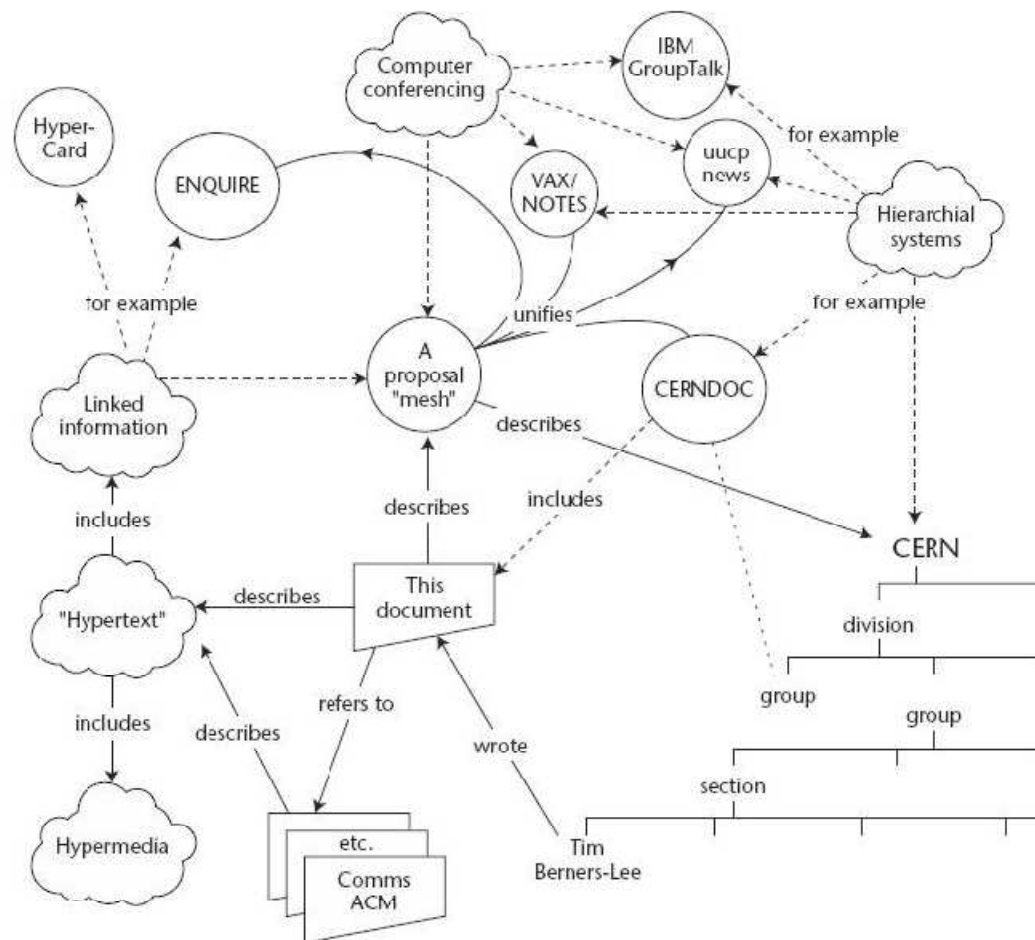 IBM
GroupTalk
Computer
conferencing
Hyper-
Card
for example
uucp
news
ENQUIRE
VAX/
NOTES
Hierarchial
systems
for example
unifies
for example
A
proposal
"mesh"
CERNDOC
Linked
information
describes
includes
describes
includes
CERN
This
document
"Hypertext"
describes
division
group
refers to
includes
describes
group
wrote
section
Hypermedia
etc.
Tim
Berners-Lee
Comms
ACM